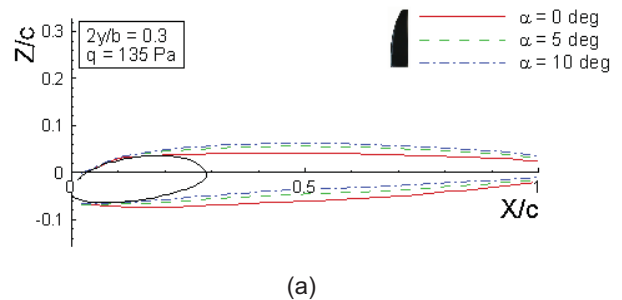 2y/b = 0.3
q = 135 Pa
α = 0 deg
α = 5 deg
α = 10 deg
Z/c
0.3
0.2
0.1
0
-0.1
0
0.5
1
X/c
(a)